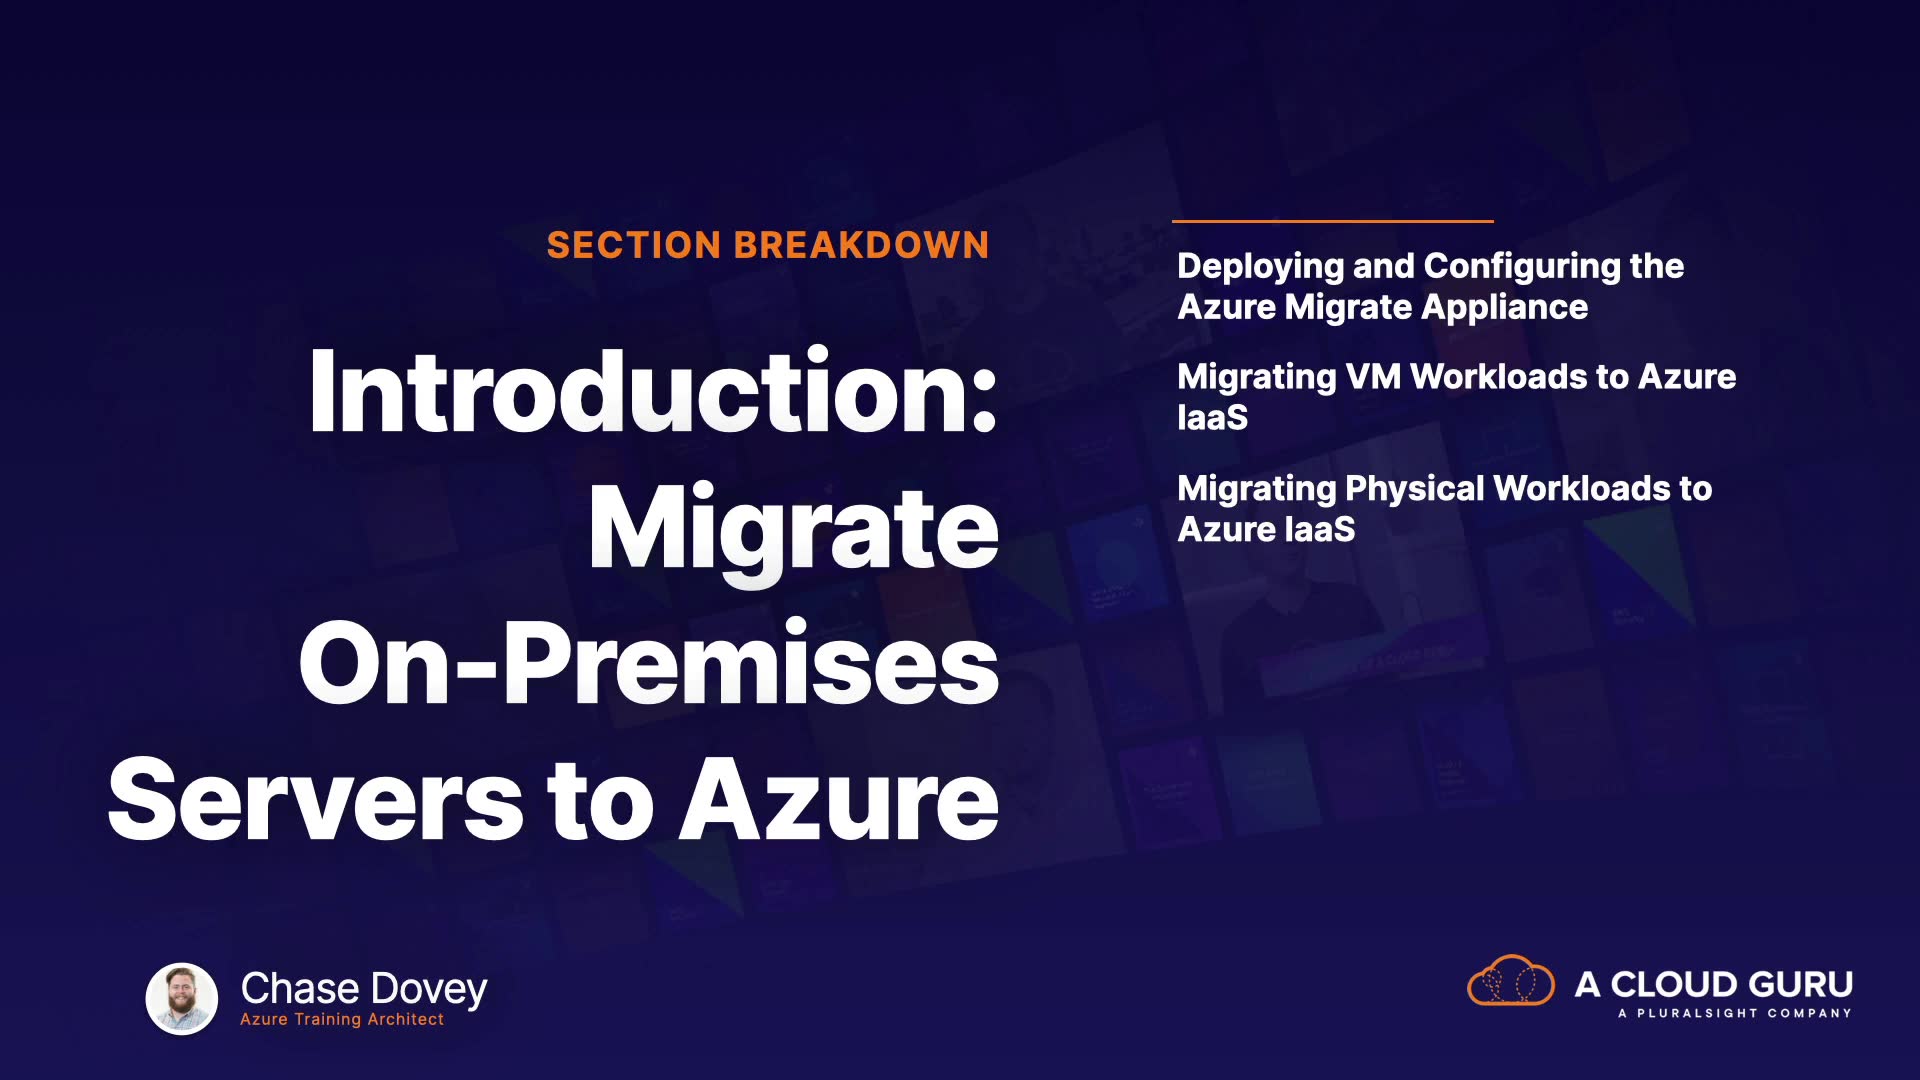 SECTION BREAKDOWN
Introduction:
Migrate
On-Premises
Servers to Azure
Deploying and Configuring the
Azure Migrate Appliance
Migrating VM Workloads to Azure
IaaS
Migrating Physical Workloads to
Azure IaaS
Chase Dovey
Azure Training Architect
A CLOUD GURU
A PLURALSIGHT COMPANY